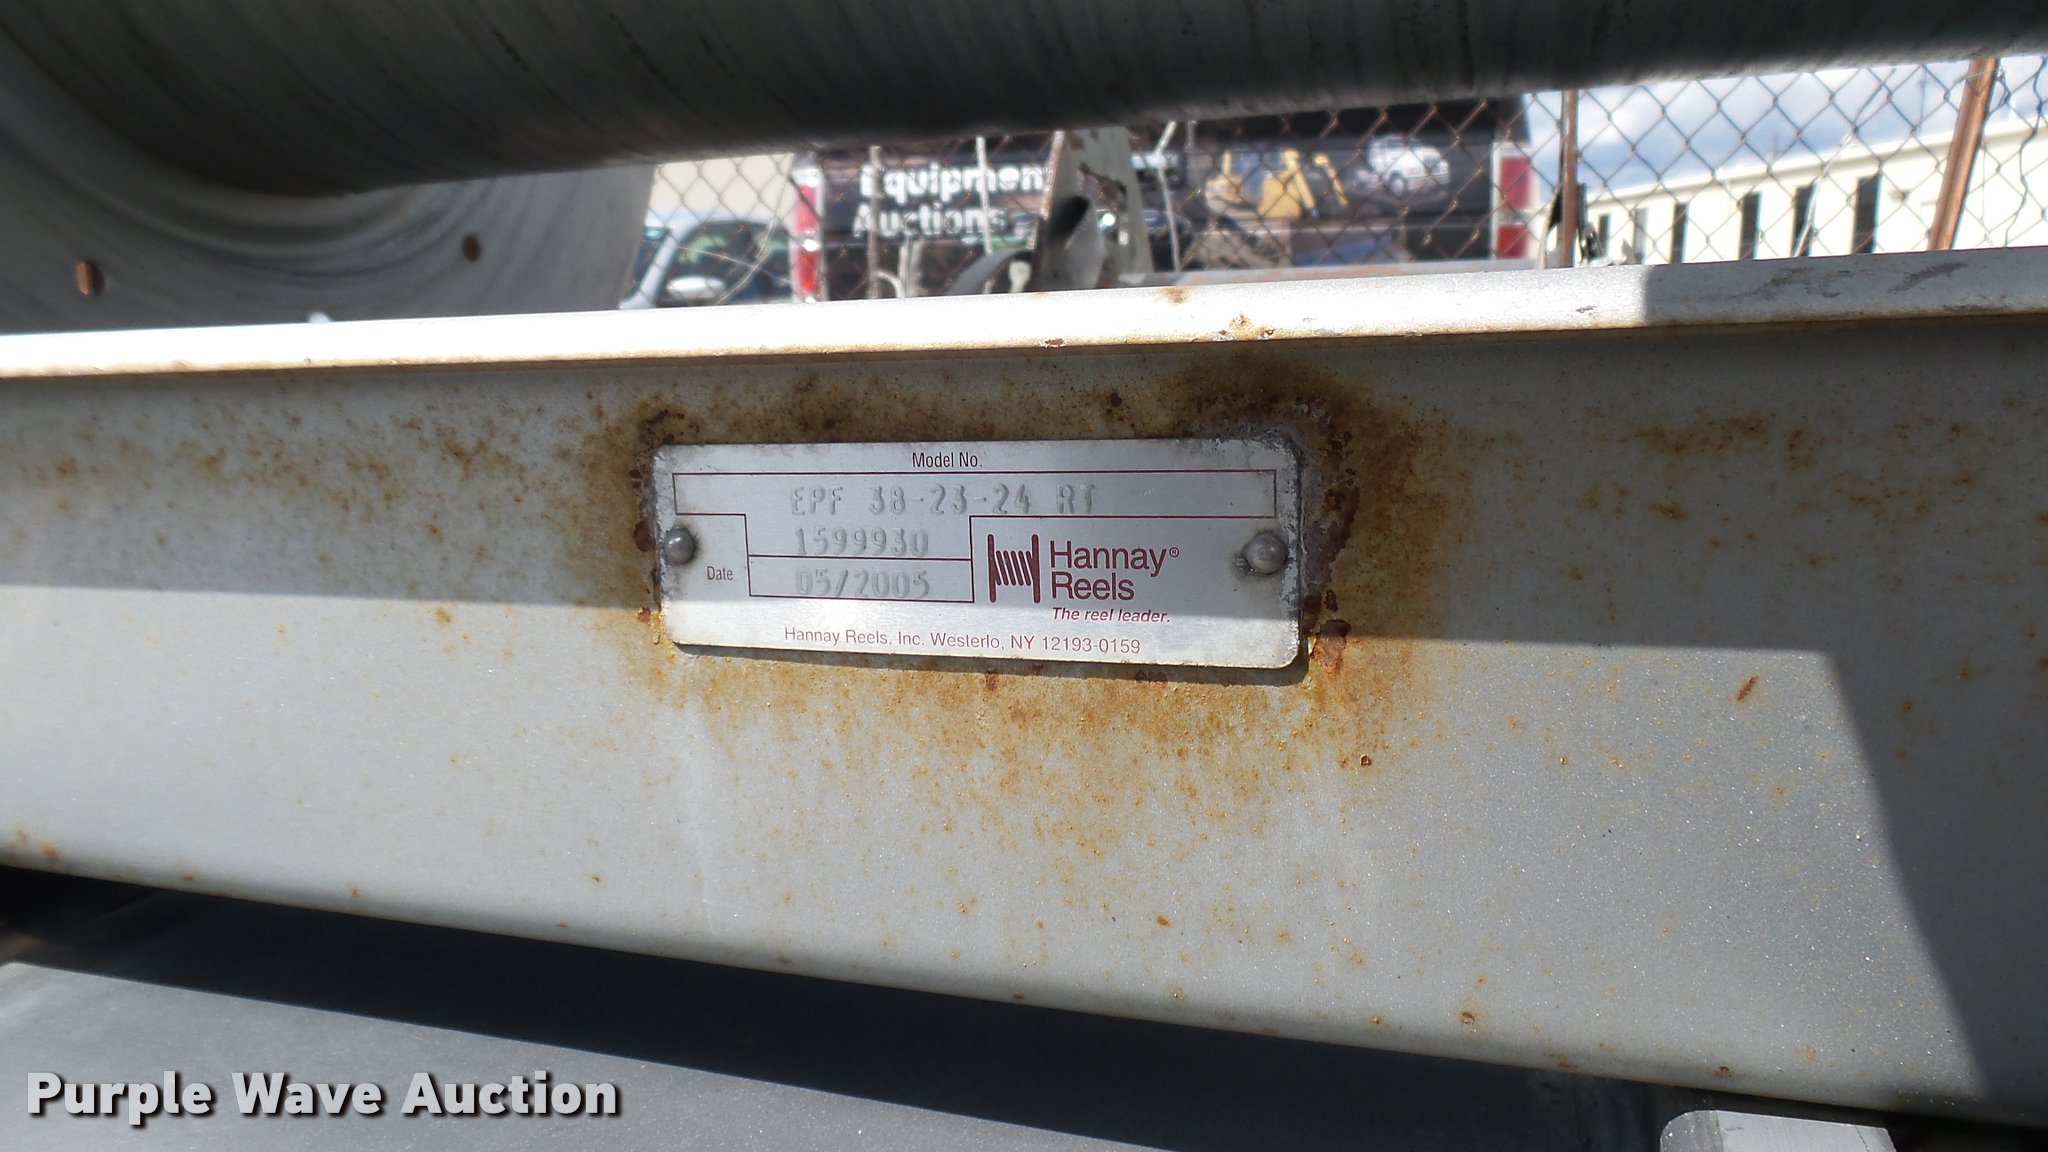 Equipment
Auctions
Model No.
EPF 38-23-24 RT
1599930
Date 05/2005
Hannay®
Reels
The reel leader.
Hannay Reels, Inc. Westerlo, NY 12193-0159
Purple Wave Auction